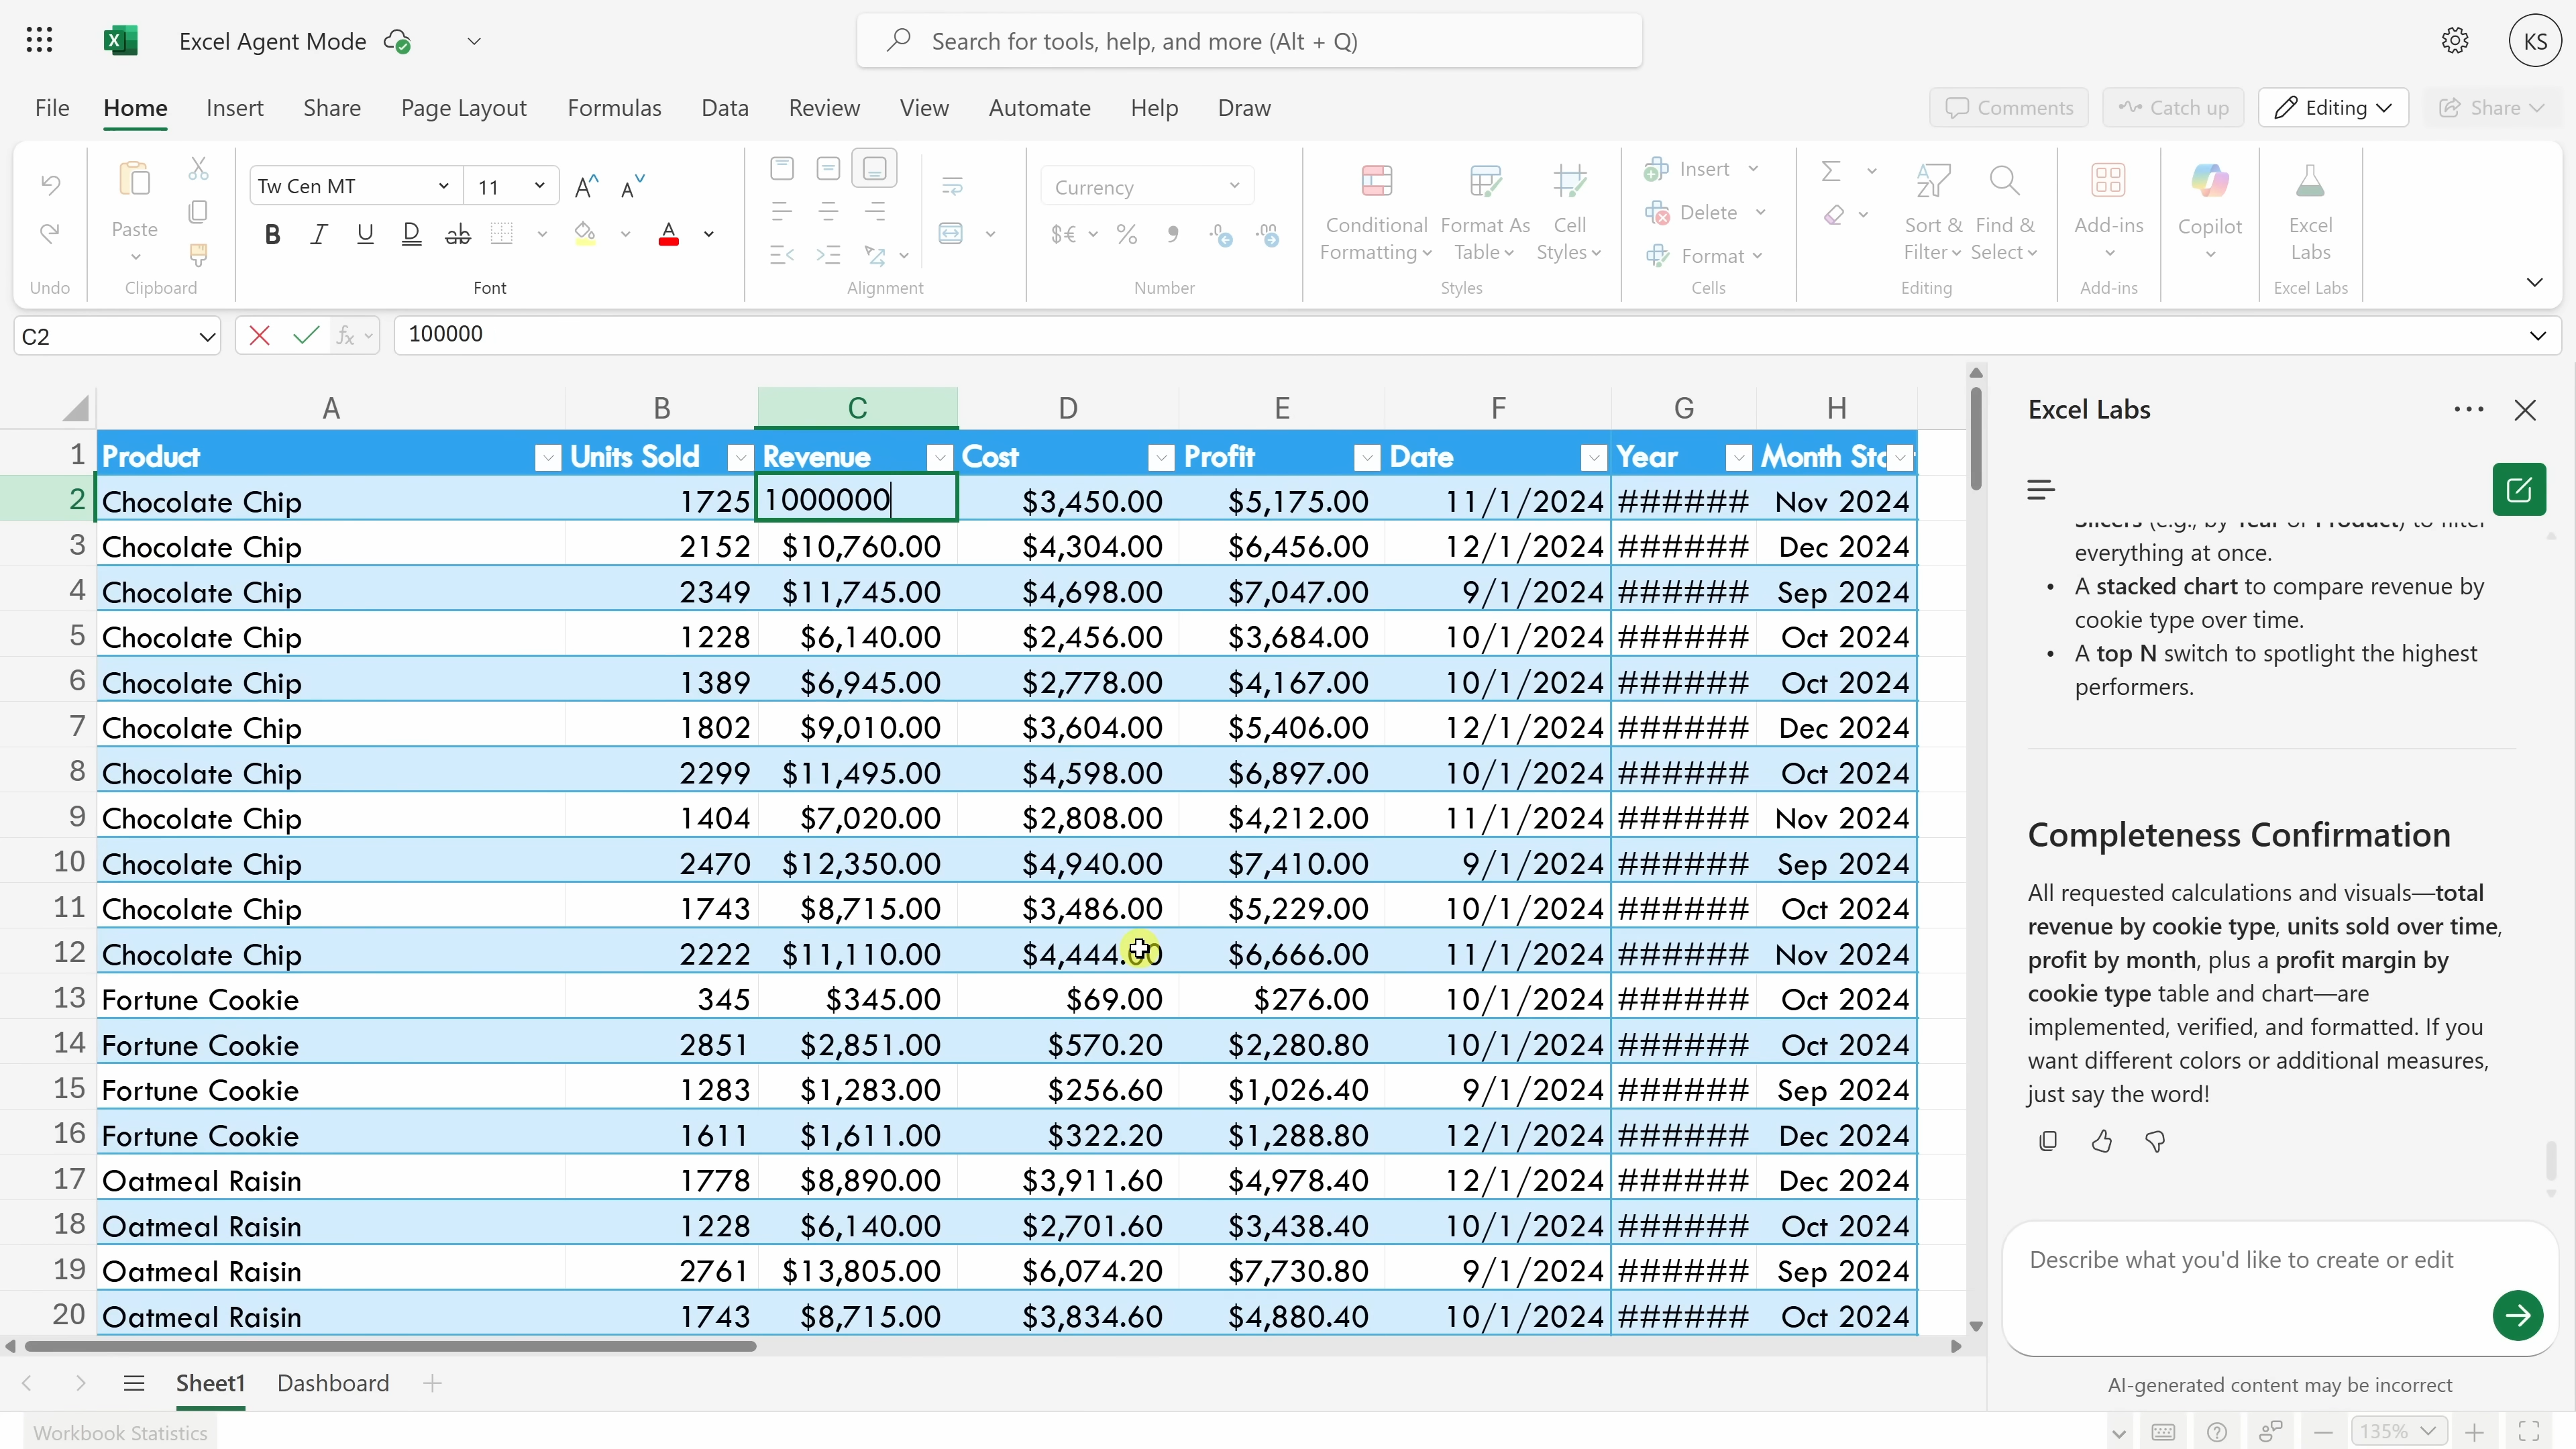 Excel Agent Mode
Search for tools, help, and more (Alt + Q)
KS
File Home Insert Share Page Layout Formulas Data Review View Automate Help Draw
Comments Catch up Editing Share
Undo
Paste
Clipboard
Tw Cen MT 11
B I U D ab A
Font
Alignment
Currency
$€ % 9
Number
Conditional Formatting
Format As Table
Cell Styles
Styles
Insert
Delete
Format
Cells
Sort & Filter
Find & Select
Editing
Add-ins
Add-ins
Copilot
Excel Labs
Excel Labs
C2 fx 100000
A B C D E F G H
1 Product Units Sold Revenue Cost Profit Date Year Month Sta
2 Chocolate Chip 1725 1000000 $3,450.00 $5,175.00 11/1/2024 ###### Nov 2024
3 Chocolate Chip 2152 $10,760.00 $4,304.00 $6,456.00 12/1/2024 ###### Dec 2024
4 Chocolate Chip 2349 $11,745.00 $4,698.00 $7,047.00 9/1/2024 ###### Sep 2024
5 Chocolate Chip 1228 $6,140.00 $2,456.00 $3,684.00 10/1/2024 ###### Oct 2024
6 Chocolate Chip 1389 $6,945.00 $2,778.00 $4,167.00 10/1/2024 ###### Oct 2024
7 Chocolate Chip 1802 $9,010.00 $3,604.00 $5,406.00 12/1/2024 ###### Dec 2024
8 Chocolate Chip 2299 $11,495.00 $4,598.00 $6,897.00 10/1/2024 ###### Oct 2024
9 Chocolate Chip 1404 $7,020.00 $2,808.00 $4,212.00 11/1/2024 ###### Nov 2024
10 Chocolate Chip 2470 $12,350.00 $4,940.00 $7,410.00 9/1/2024 ###### Sep 2024
11 Chocolate Chip 1743 $8,715.00 $3,486.00 $5,229.00 10/1/2024 ###### Oct 2024
12 Chocolate Chip 2222 $11,110.00 $4,444.00 $6,666.00 11/1/2024 ###### Nov 2024
13 Fortune Cookie 345 $345.00 $69.00 $276.00 10/1/2024 ###### Oct 2024
14 Fortune Cookie 2851 $2,851.00 $570.20 $2,280.80 10/1/2024 ###### Oct 2024
15 Fortune Cookie 1283 $1,283.00 $256.60 $1,026.40 9/1/2024 ###### Sep 2024
16 Fortune Cookie 1611 $1,611.00 $322.20 $1,288.80 12/1/2024 ###### Dec 2024
17 Oatmeal Raisin 1778 $8,890.00 $3,911.60 $4,978.40 12/1/2024 ###### Dec 2024
18 Oatmeal Raisin 1228 $6,140.00 $2,701.60 $3,438.40 10/1/2024 ###### Oct 2024
19 Oatmeal Raisin 2761 $13,805.00 $6,074.20 $7,730.80 9/1/2024 ###### Sep 2024
20 Oatmeal Raisin 1743 $8,715.00 $3,834.60 $4,880.40 10/1/2024 ###### Oct 2024
Sheet1 Dashboard
Workbook Statistics
Excel Labs
Slicers (e.g., by Year or Product) to filter
everything at once.
• A stacked chart to compare revenue by
cookie type over time.
• A top N switch to spotlight the highest
performers.
Completeness Confirmation
All requested calculations and visuals—total
revenue by cookie type, units sold over time,
profit by month, plus a profit margin by
cookie type table and chart—are
implemented, verified, and formatted. If you
want different colors or additional measures,
just say the word!
Describe what you'd like to create or edit
AI-generated content may be incorrect
135%